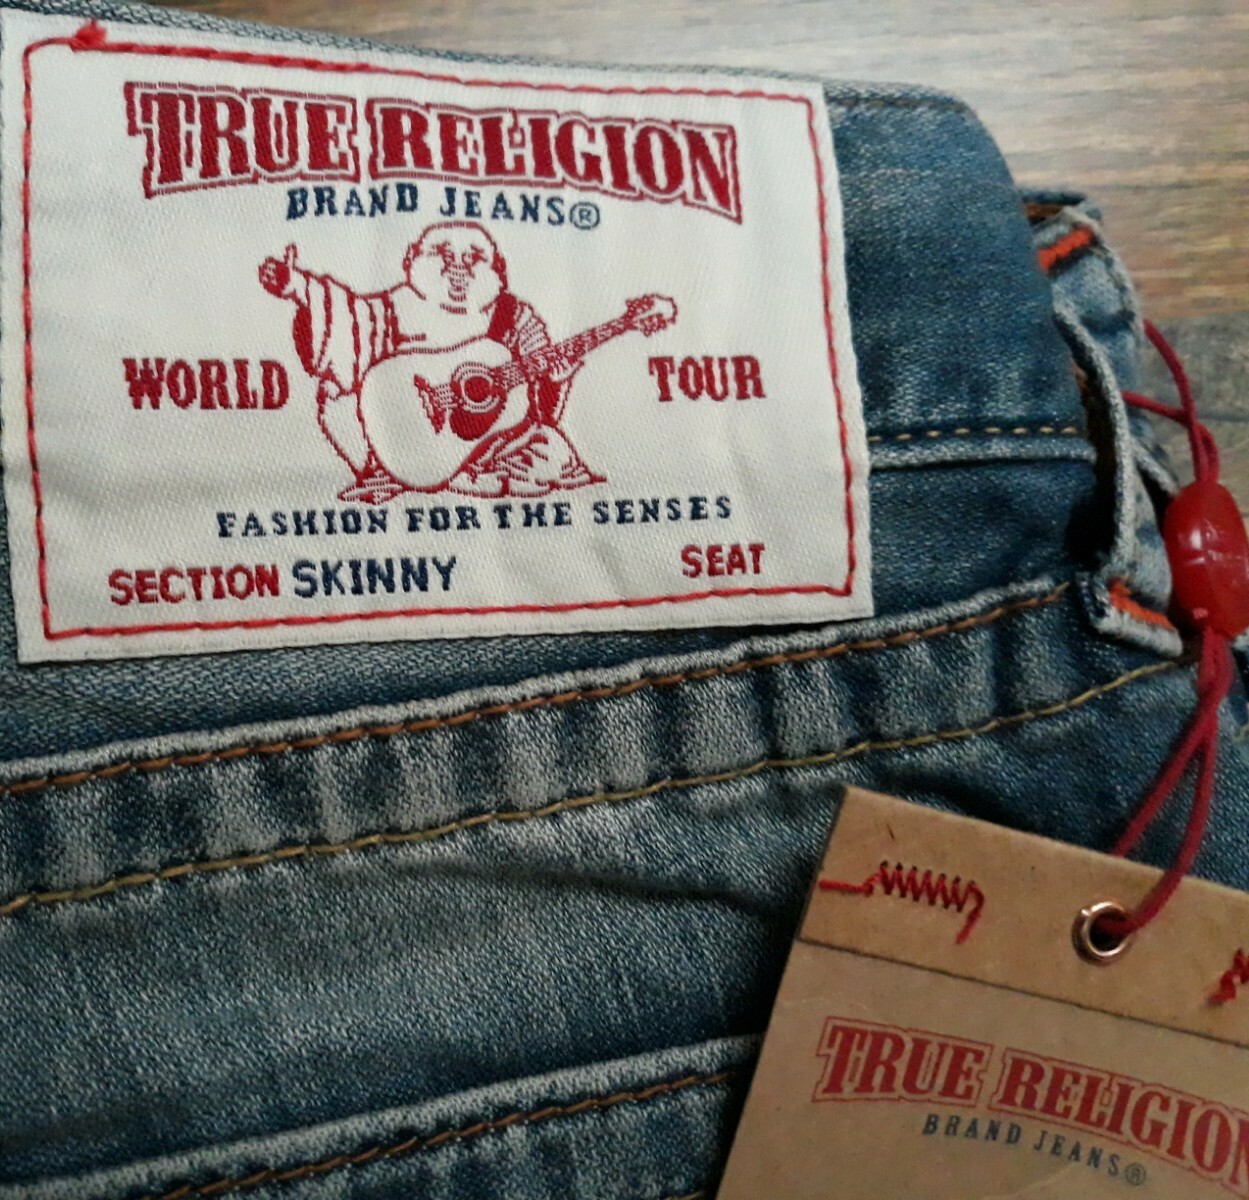 TRUE RELIGION
BRAND JEANS®
WORLD TOUR
FASHION FOR THE SENSES
SECTION SKINNY SEAT
TRUE RELIGION
BRAND JEANS®